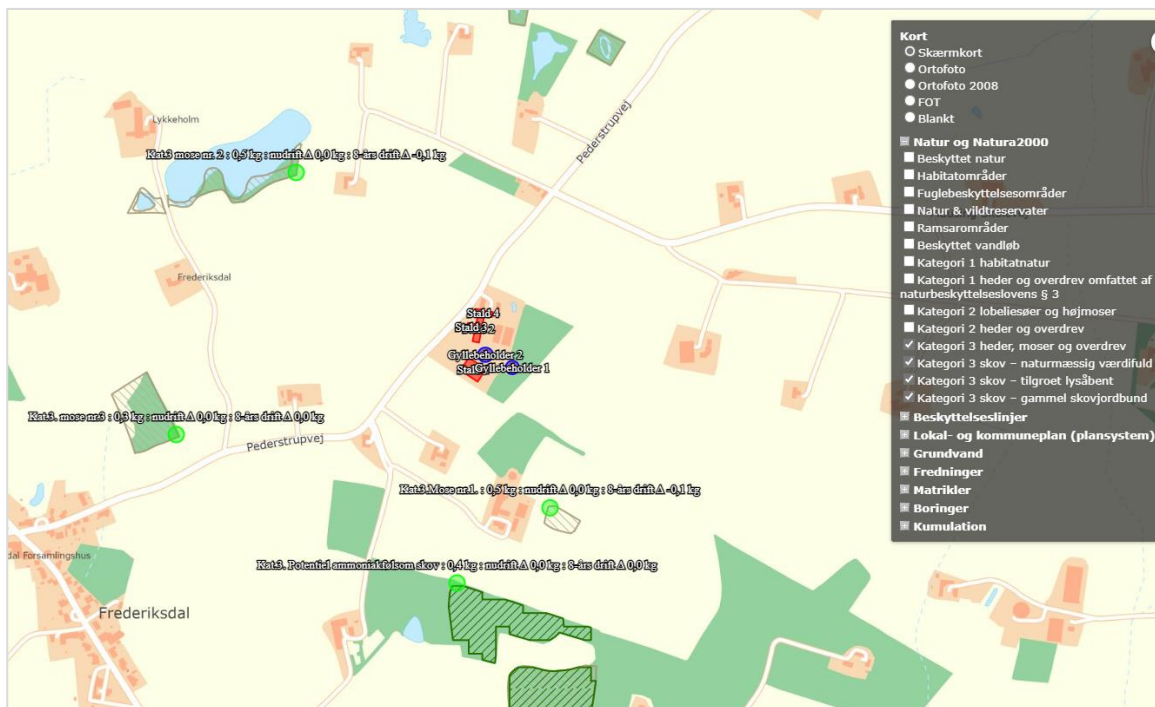 Lykkeholm
Kat.3 mose nr. 2 : 0,5 kg : nudrift Δ 0,0 kg : 8-års drift Δ -0,1 kg
Pederstrupvej
Frederiksdal
Stald 4
Stald 3
2
Gyllebeholder 2
Stal
Gyllebeholder 1
Kat.3. mose nr.3 : 0,3 kg : nudrift Δ 0,0 kg : 8-års drift Δ 0,0 kg
Pederstrupvej
Kat.3.Mose nr.1. : 0,5 kg : nudrift Δ 0,0 kg : 8-års drift Δ -0,1 kg
dal Forsamlingshus
Kat.3. Potentiel ammoniakfølsom skov : 0,4 kg : nudrift Δ 0,0 kg : 8-års drift Δ 0,0 kg
Frederiksdal
Kort
Skærmkort
Ortofoto
Ortofoto 2008
FOT
Blankt
Natur og Natura2000
Beskyttet natur
Habitatområder
Fuglebeskyttelsesområder
Natur & vildtreservater
Ramsarområder
Beskyttet vandløb
Kategori 1 habitatnatur
Kategori 1 heder og overdrev omfattet af
naturbeskyttelseslovens § 3
Kategori 2 lobeliesøer og højmoser
Kategori 2 heder og overdrev
Kategori 3 heder, moser og overdrev
Kategori 3 skov – naturmæssig værdifuld
Kategori 3 skov – tilgroet lysåbent
Kategori 3 skov – gammel skovjordbund
Beskyttelseslinjer
Lokal- og kommuneplan (plansystem)
Grundvand
Fredninger
Matrikler
Boringer
Kumulation